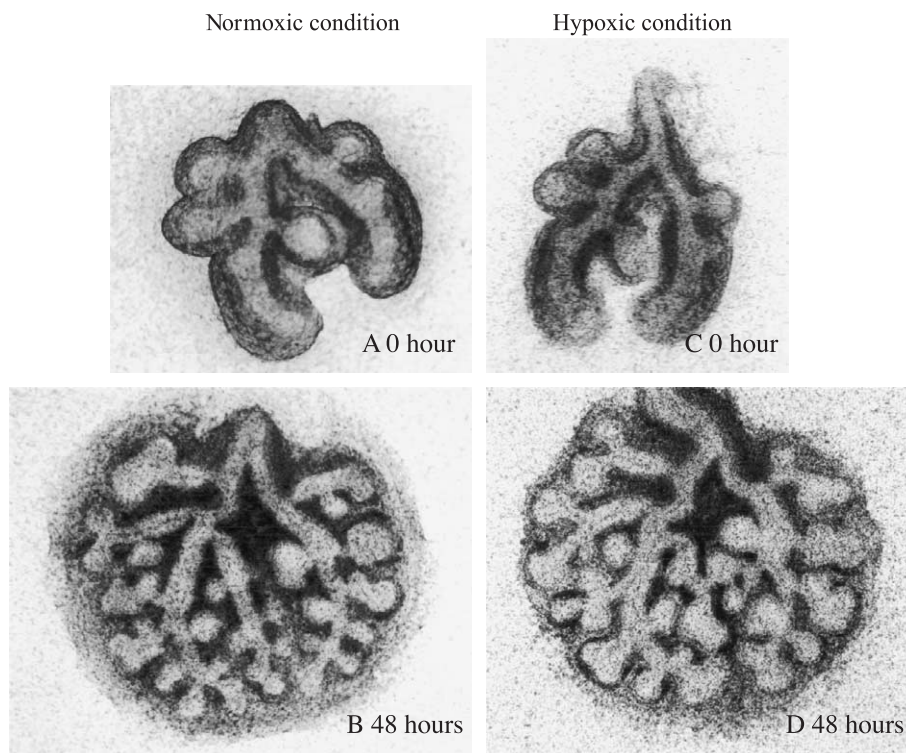 Normoxic condition
Hypoxic condition
A 0 hour
C 0 hour
B 48 hours
D 48 hours